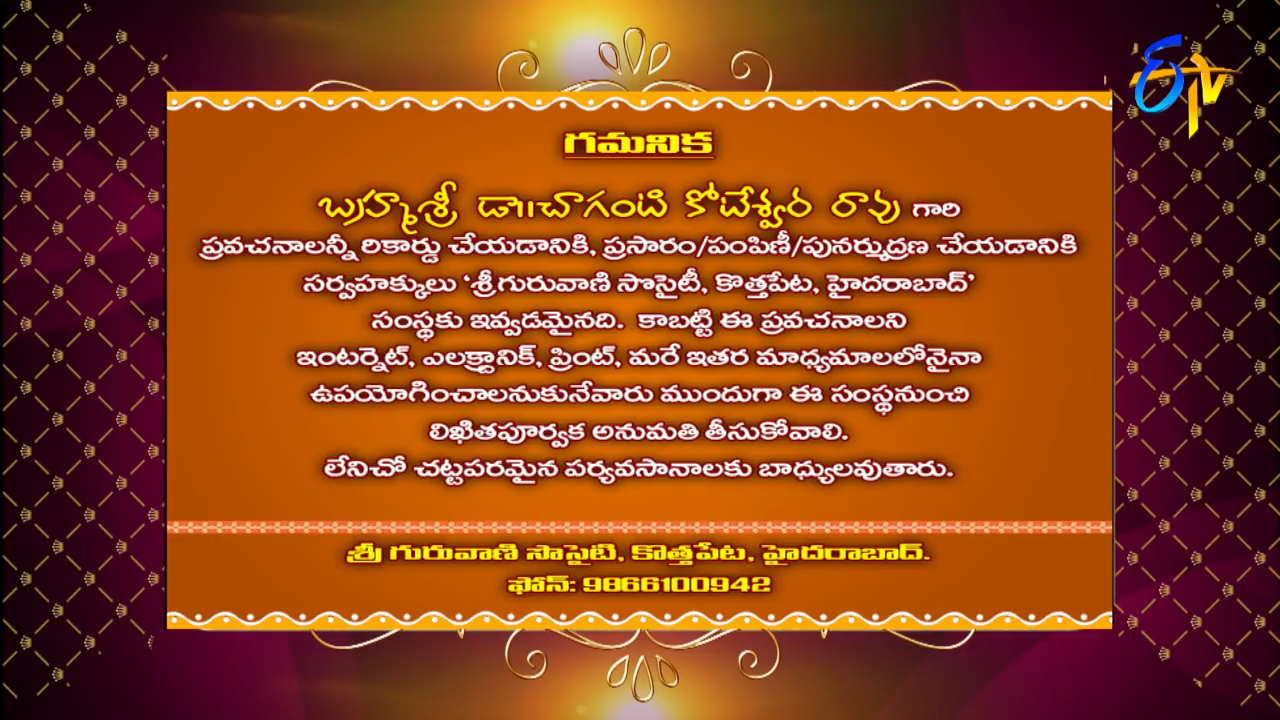 ఈtv
గమనిక
బ్రహ్మశ్రీ డా॥చాగంటి కోటేశ్వర రావు గారి
ప్రవచనాలన్నీ రికార్డు చేయడానికి, ప్రసారం/పంపిణీ/పునర్ముద్రణ చేయడానికి
సర్వహక్కులు ‘శ్రీగురువాణి సొసైటీ, కొత్తపేట, హైదరాబాద్’
సంస్థకు ఇవ్వడమైనది. కాబట్టి ఈ ప్రవచనాలని
ఇంటర్నెట్, ఎలక్ట్రానిక్, ప్రింట్, మరే ఇతర మాధ్యమాలలోనైనా
ఉపయోగించాలనుకునేవారు ముందుగా ఈ సంస్థనుంచి
లిఖితపూర్వక అనుమతి తీసుకోవాలి.
లేనిచో చట్టపరమైన పర్యవసానాలకు బాధ్యులవుతారు.
శ్రీ గురువాణి సొసైటి, కొత్తపేట, హైదరాబాద్.
ఫోన్: 9866100942